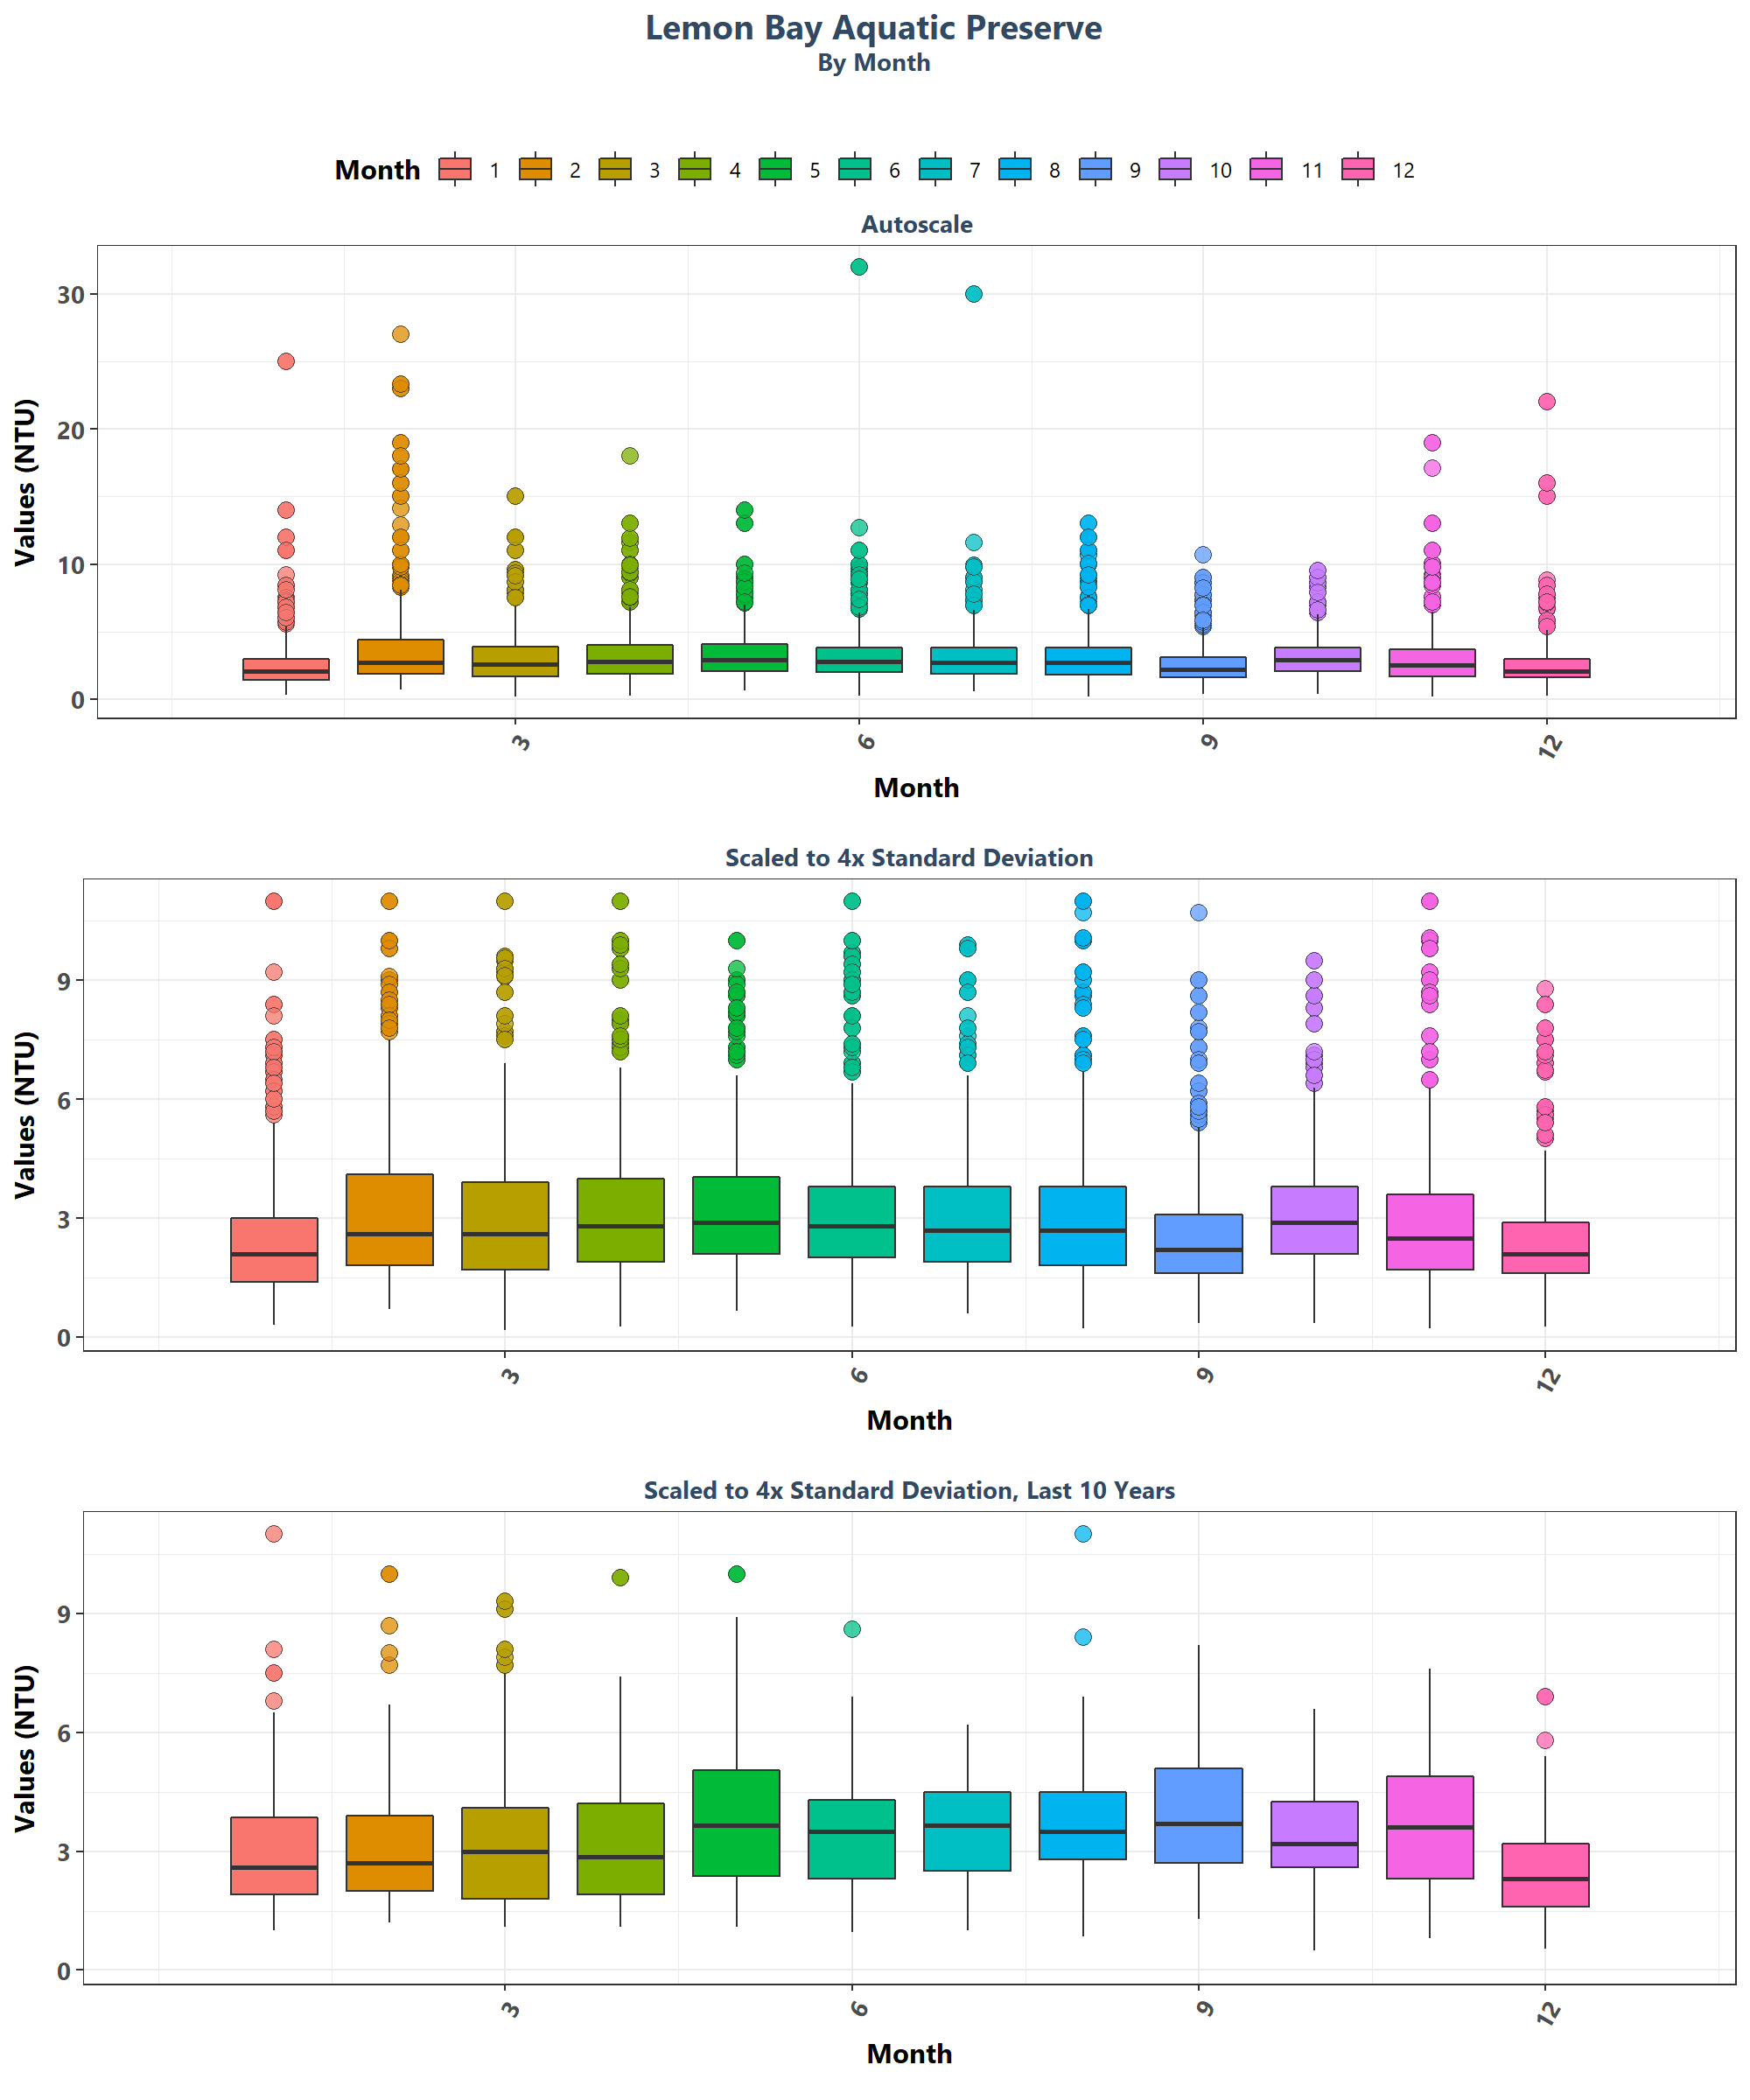 Lemon Bay Aquatic Preserve
By Month
Month 1 2 3 4 5 6 7 8 9 10 11 12
Autoscale
Values (NTU)
30
20
10
0
3 6 9 12
Month
Scaled to 4x Standard Deviation
Values (NTU)
9
6
3
0
3 6 9 12
Month
Scaled to 4x Standard Deviation, Last 10 Years
Values (NTU)
9
6
3
0
3 6 9 12
Month